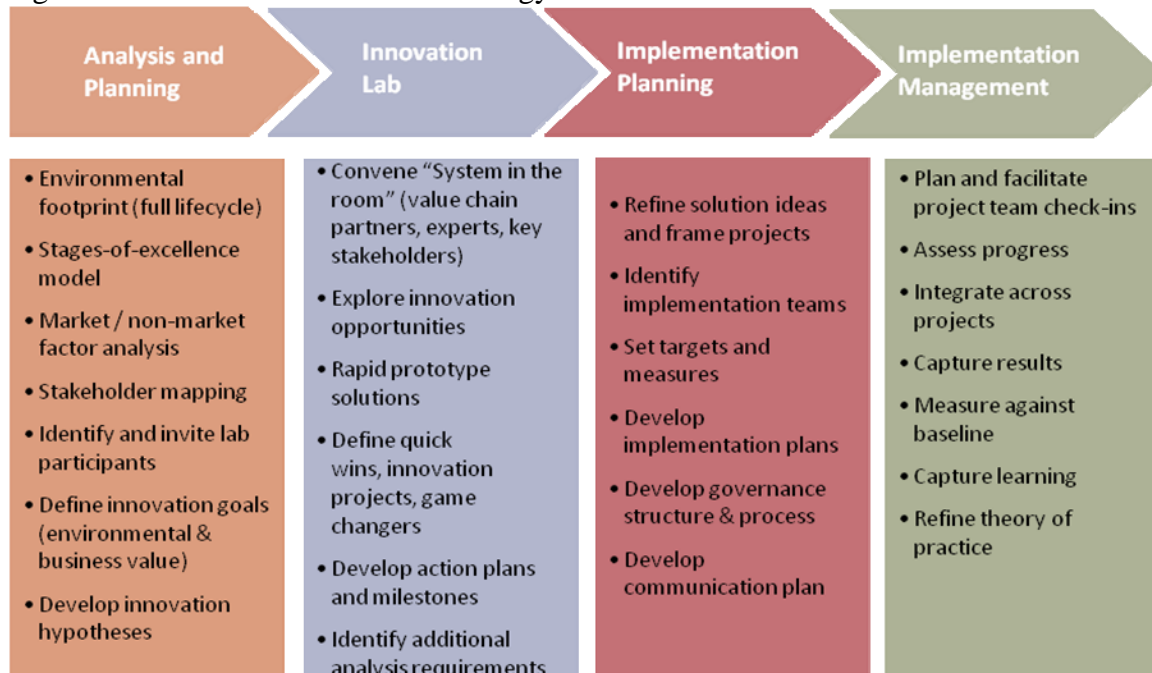 Analysis and
Planning
Innovation
Lab
Implementation
Planning
Implementation
Management
• Environmental
footprint (full lifecycle)
• Stages-of-excellence
model
• Market / non-market
factor analysis
• Stakeholder mapping
• Identify and invite lab
participants
• Define innovation goals
(environmental &
business value)
• Develop innovation
hypotheses
• Convene “System in the
room” (value chain
partners, experts, key
stakeholders)
• Explore innovation
opportunities
• Rapid prototype
solutions
• Define quick
wins, innovation
projects, game
changers
• Develop action plans
and milestones
• Identify additional
analysis requirements
• Refine solution ideas
and frame projects
• Identify
implementation teams
• Set targets and
measures
• Develop
implementation plans
• Develop governance
structure & process
• Develop
communication plan
• Plan and facilitate
project team check-ins
• Assess progress
• Integrate across
projects
• Capture results
• Measure against
baseline
• Capture learning
• Refine theory of
practice